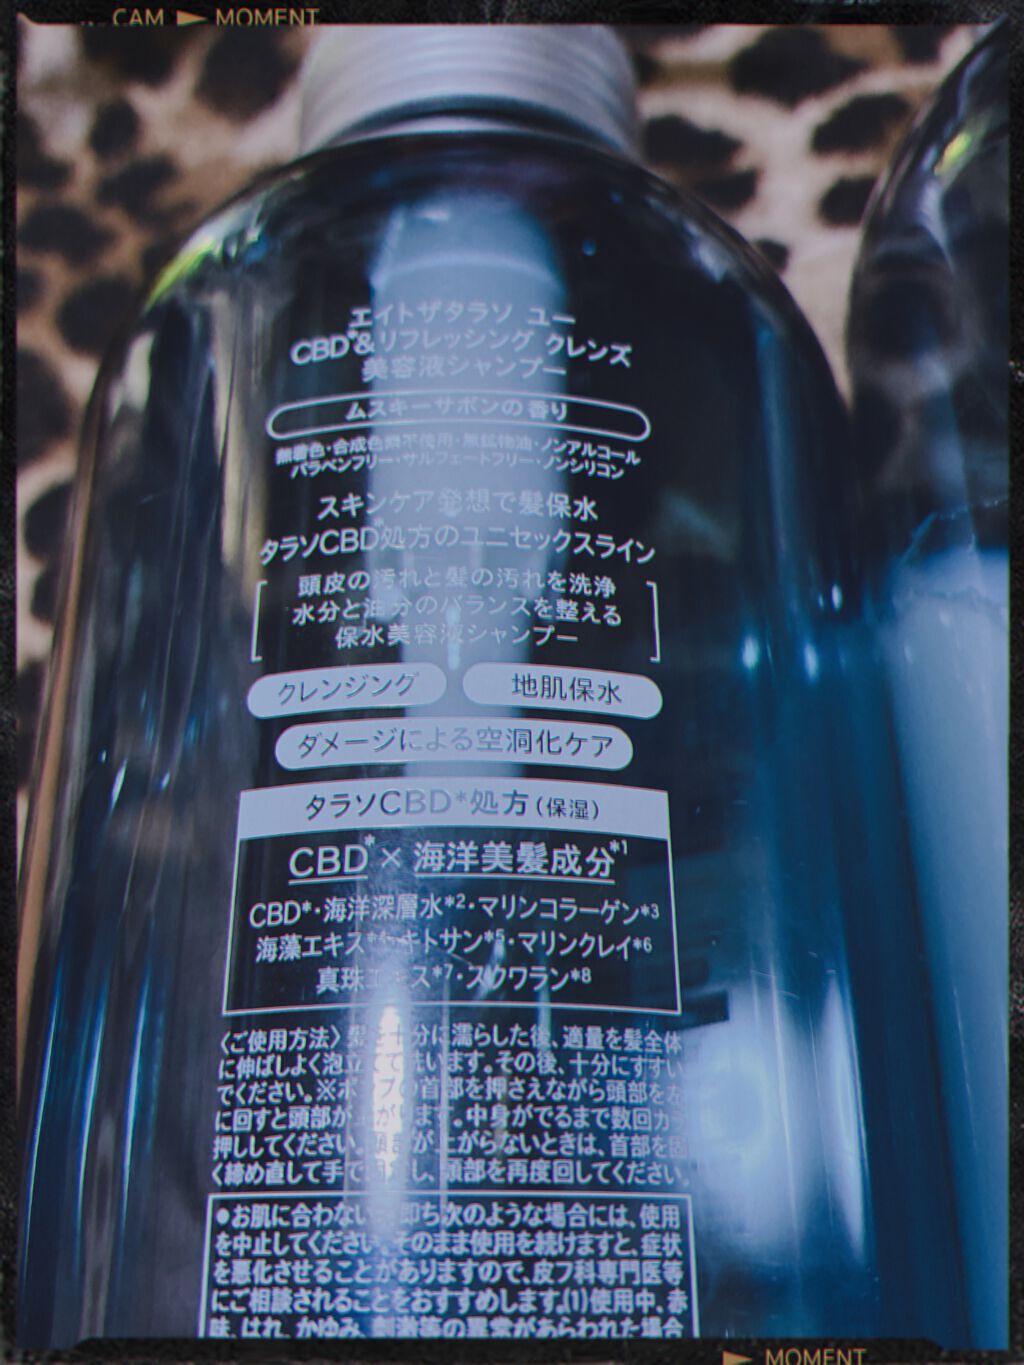 CAM ► MOMENT
エイトザタラソ ユー
CBD*&リフレッシング クレンズ
美容液シャンプー
ムスキーサボンの香り
無着色・合成色素不使用・無鉱物油・ノンアルコール
パラベンフリー・サルフェートフリー・ノンシリコン
スキンケア発想で髪保水
タラソCBD*処方のユニセックスライン
頭皮の汚れと髪の汚れを洗浄
水分と油分のバランスを整える
保水美容液シャンプー
クレンジング 地肌保水
ダメージによる空洞化ケア
タラソCBD*処方(保湿)
CBD*×海洋美髪成分*1
CBD*・海洋深層水*2・マリンコラーゲン*3
海藻エキス*4・キトサン*5・マリンクレイ*6
真珠エキス*7・スクワラン*8
〈ご使用方法〉髪を十分に濡らした後、適量を髪全体
に伸ばしよく泡立てて洗います。その後、十分にすすい
でください。※ポンプの首部を押さえながら頭部を左
に回すと頭部が上がります。中身がでるまで数回カラ
押ししてください。頭部が上がらないときは、首部を固
く締め直して手で固定し、頭部を再度回してください。
●お肌に合わない時即ち次のような場合には、使用
を中止してください。そのまま使用を続けますと、症状
を悪化させることがありますので、皮フ科専門医等
にご相談されることをおすすめします。(1)使用中、赤
味、はれ、かゆみ、刺激等の異常があらわれた場合
► MOMENT